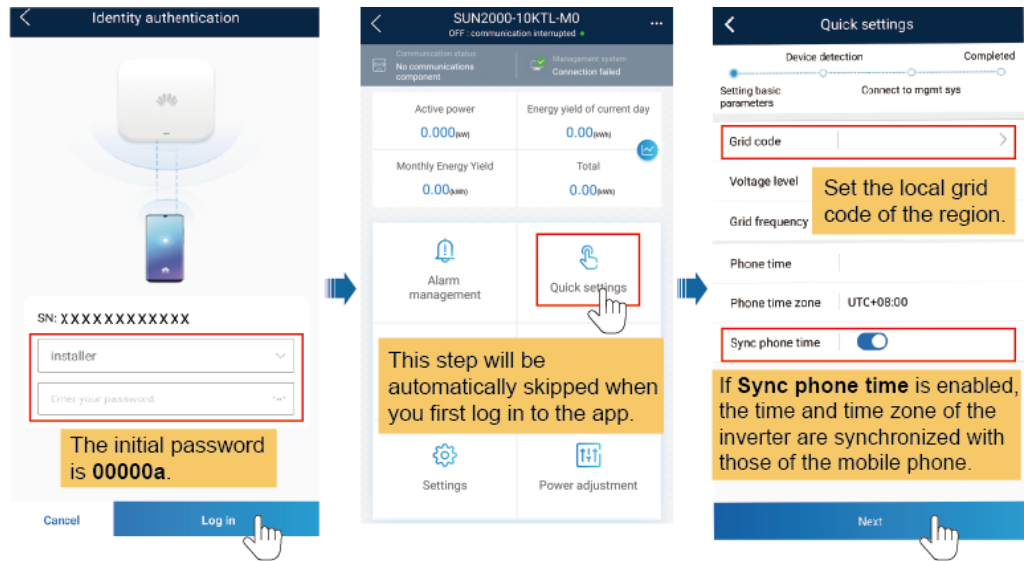 Identity authentication
SN: XXXXXXXXXXXX
installer
Enter your password
The initial password
is 00000a.
Cancel
Log in
SUN2000-10KTL-M0
OFF : communication interrupted
Communication status
No communications
component
Management system
Connection failed
Active power
0.000(kW)
Energy yield of current day
0.00(kWh)
Monthly Energy Yield
0.00(kWh)
Total
0.00(kWh)
Alarm
management
Quick settings
This step will be
automatically skipped when
you first log in to the app.
Settings
Power adjustment
Quick settings
Device detection
Completed
Setting basic
parameters
Connect to mgmt sys
Grid code
Voltage level
Grid frequency
Set the local grid
code of the region.
Phone time
Phone time zone
UTC+08:00
Sync phone time
If Sync phone time is enabled,
the time and time zone of the
inverter are synchronized with
those of the mobile phone.
Next